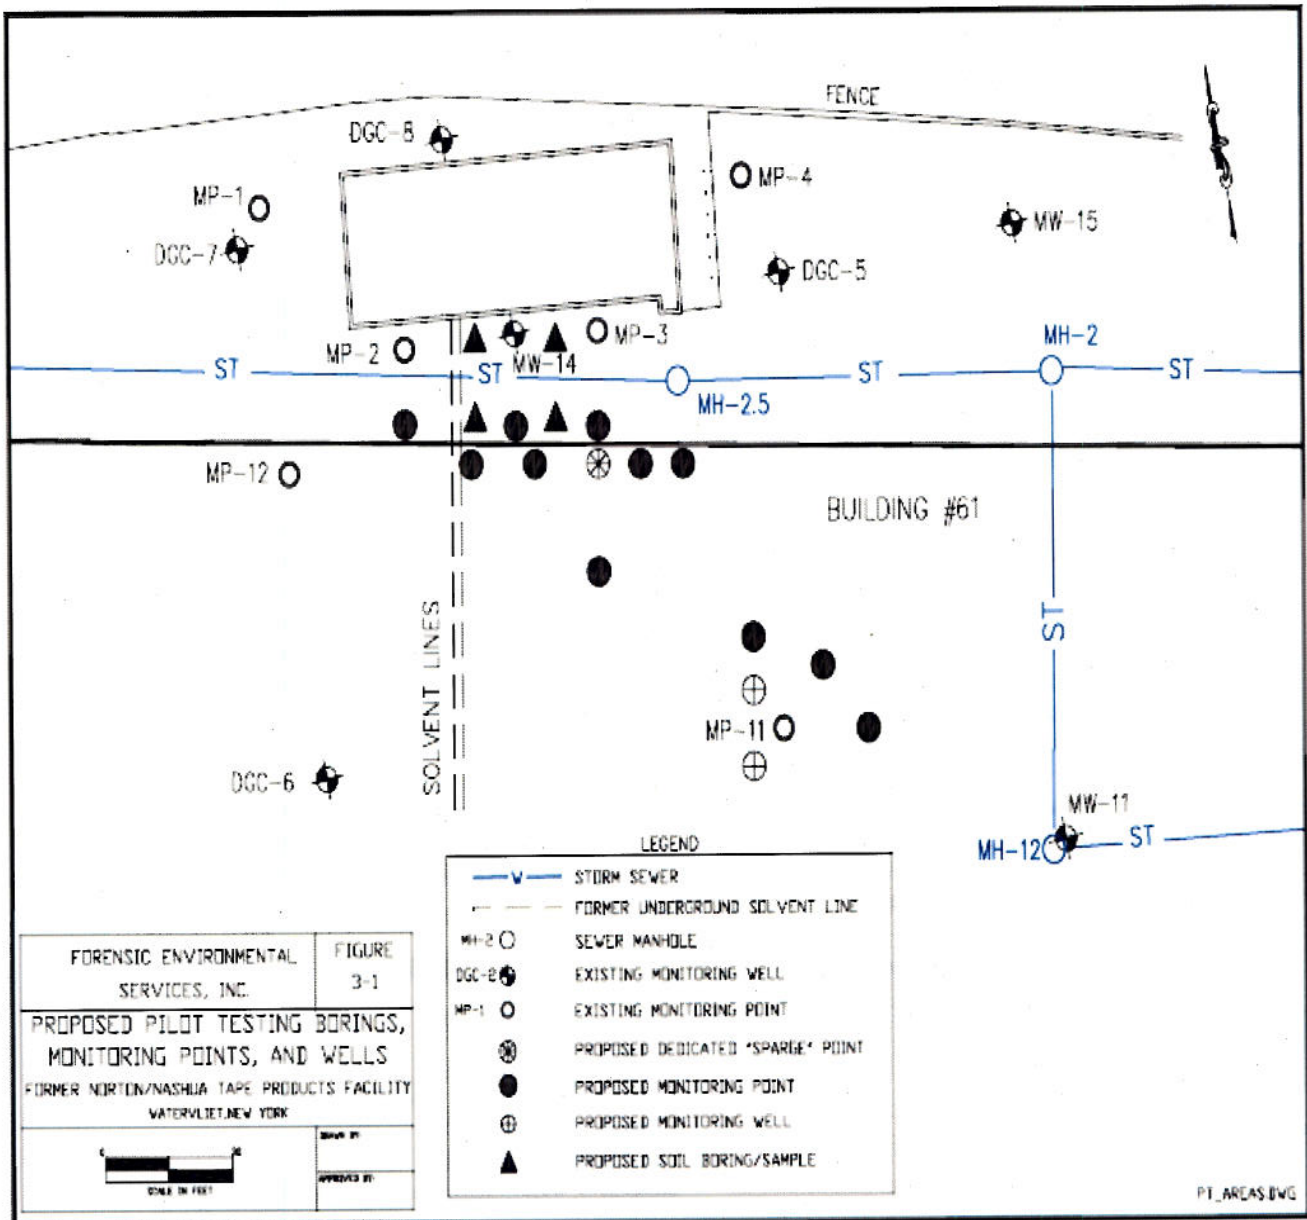 FENCE
DGC-8
MP-4
MP-1
MW-15
DGC-7
DGC-5
MP-3
MH-2
MP-2
MW-14
ST
ST
ST
ST
MH-2.5
MP-12
BUILDING #61
SOLVENT LINES
ST
MP-11
DGC-6
MW-11
MH-12
ST
LEGEND
W STORM SEWER
FORMER UNDERGROUND SOLVENT LINE
MH-2 SEWER MANHOLE
DGC-2 EXISTING MONITORING WELL
MP-1 EXISTING MONITORING POINT
PROPOSED DEDICATED "SPARGE" POINT
PROPOSED MONITORING POINT
PROPOSED MONITORING WELL
PROPOSED SOIL BORING/SAMPLE
FORENSIC ENVIRONMENTAL
SERVICES, INC.
FIGURE
3-1
PROPOSED PILOT TESTING BORINGS,
MONITORING POINTS, AND WELLS
FORMER NORTON/NASHUA TAPE PRODUCTS FACILITY
WATERVLIET,NEW YORK
0
SCALE IN FEET
DRAWN BY:
APPROVED BY:
PT_AREAS.DWG